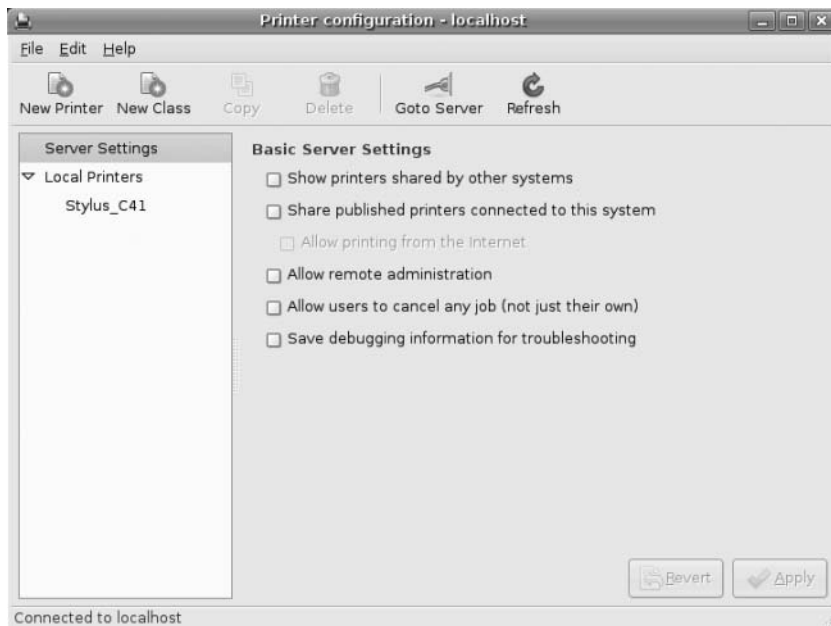 Printer configuration - localhost
File Edit Help
New Printer New Class Copy Delete Goto Server Refresh
Server Settings
Local Printers
Stylus_C41
Basic Server Settings
Show printers shared by other systems
Share published printers connected to this system
Allow printing from the Internet
Allow remote administration
Allow users to cancel any job (not just their own)
Save debugging information for troubleshooting
Revert Apply
Connected to localhost